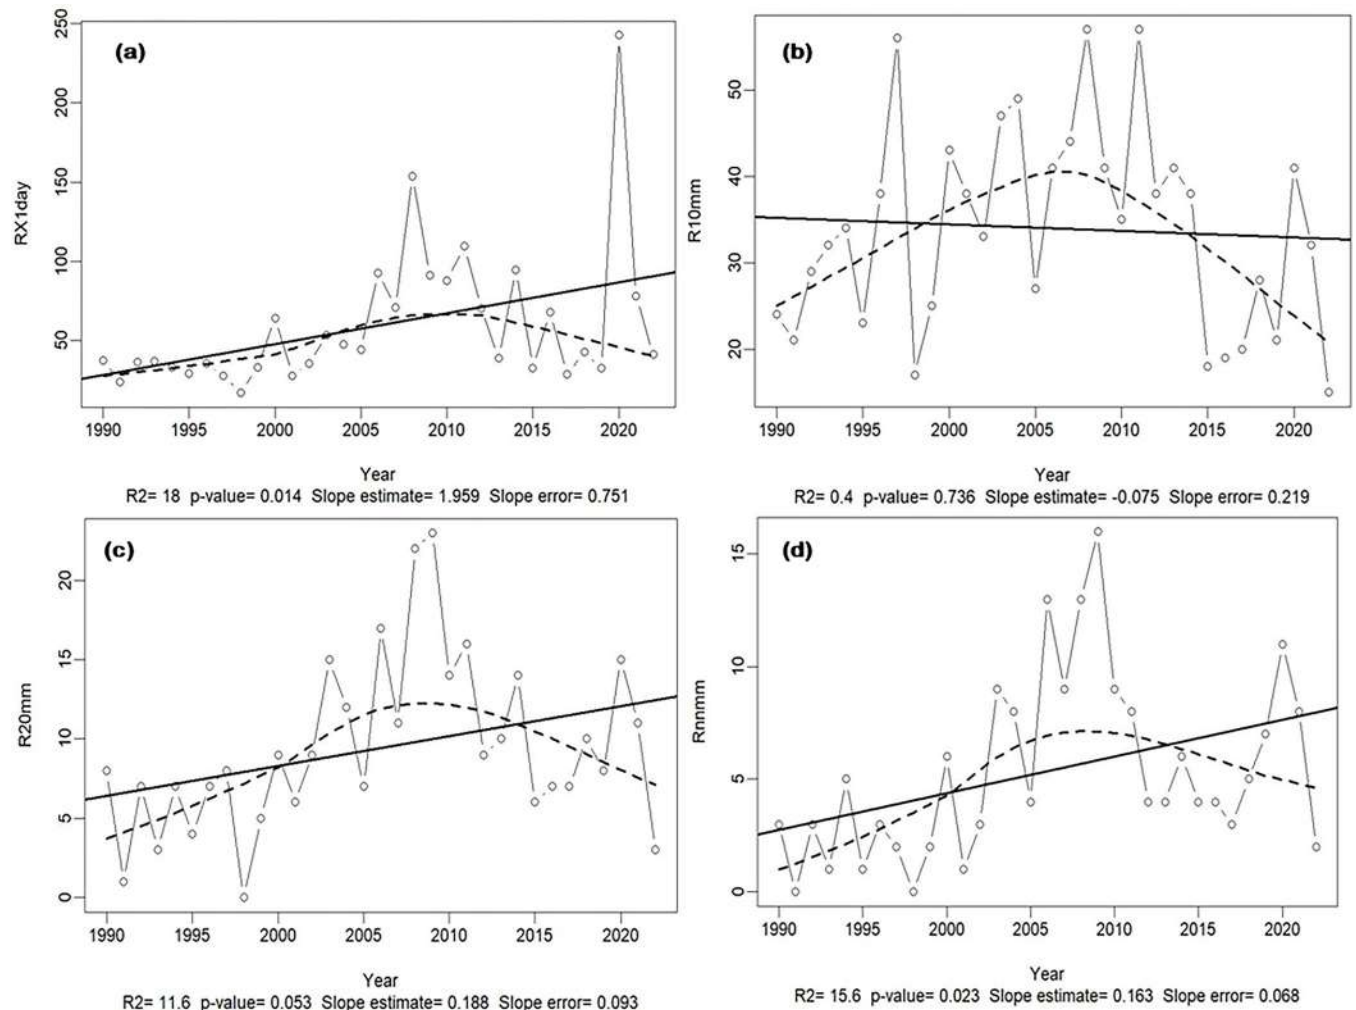 (a)
RX1day
250
200
150
100
50
1990 1995 2000 2005 2010 2015 2020
Year
R2= 18 p-value= 0.014 Slope estimate= 1.959 Slope error= 0.751
(b)
R10mm
50
40
30
20
1990 1995 2000 2005 2010 2015 2020
Year
R2= 0.4 p-value= 0.736 Slope estimate= -0.075 Slope error= 0.219
(c)
R20mm
20
15
10
5
0
1990 1995 2000 2005 2010 2015 2020
Year
R2= 11.6 p-value= 0.053 Slope estimate= 0.188 Slope error= 0.093
(d)
Rnnmm
15
10
5
0
1990 1995 2000 2005 2010 2015 2020
Year
R2= 15.6 p-value= 0.023 Slope estimate= 0.163 Slope error= 0.068